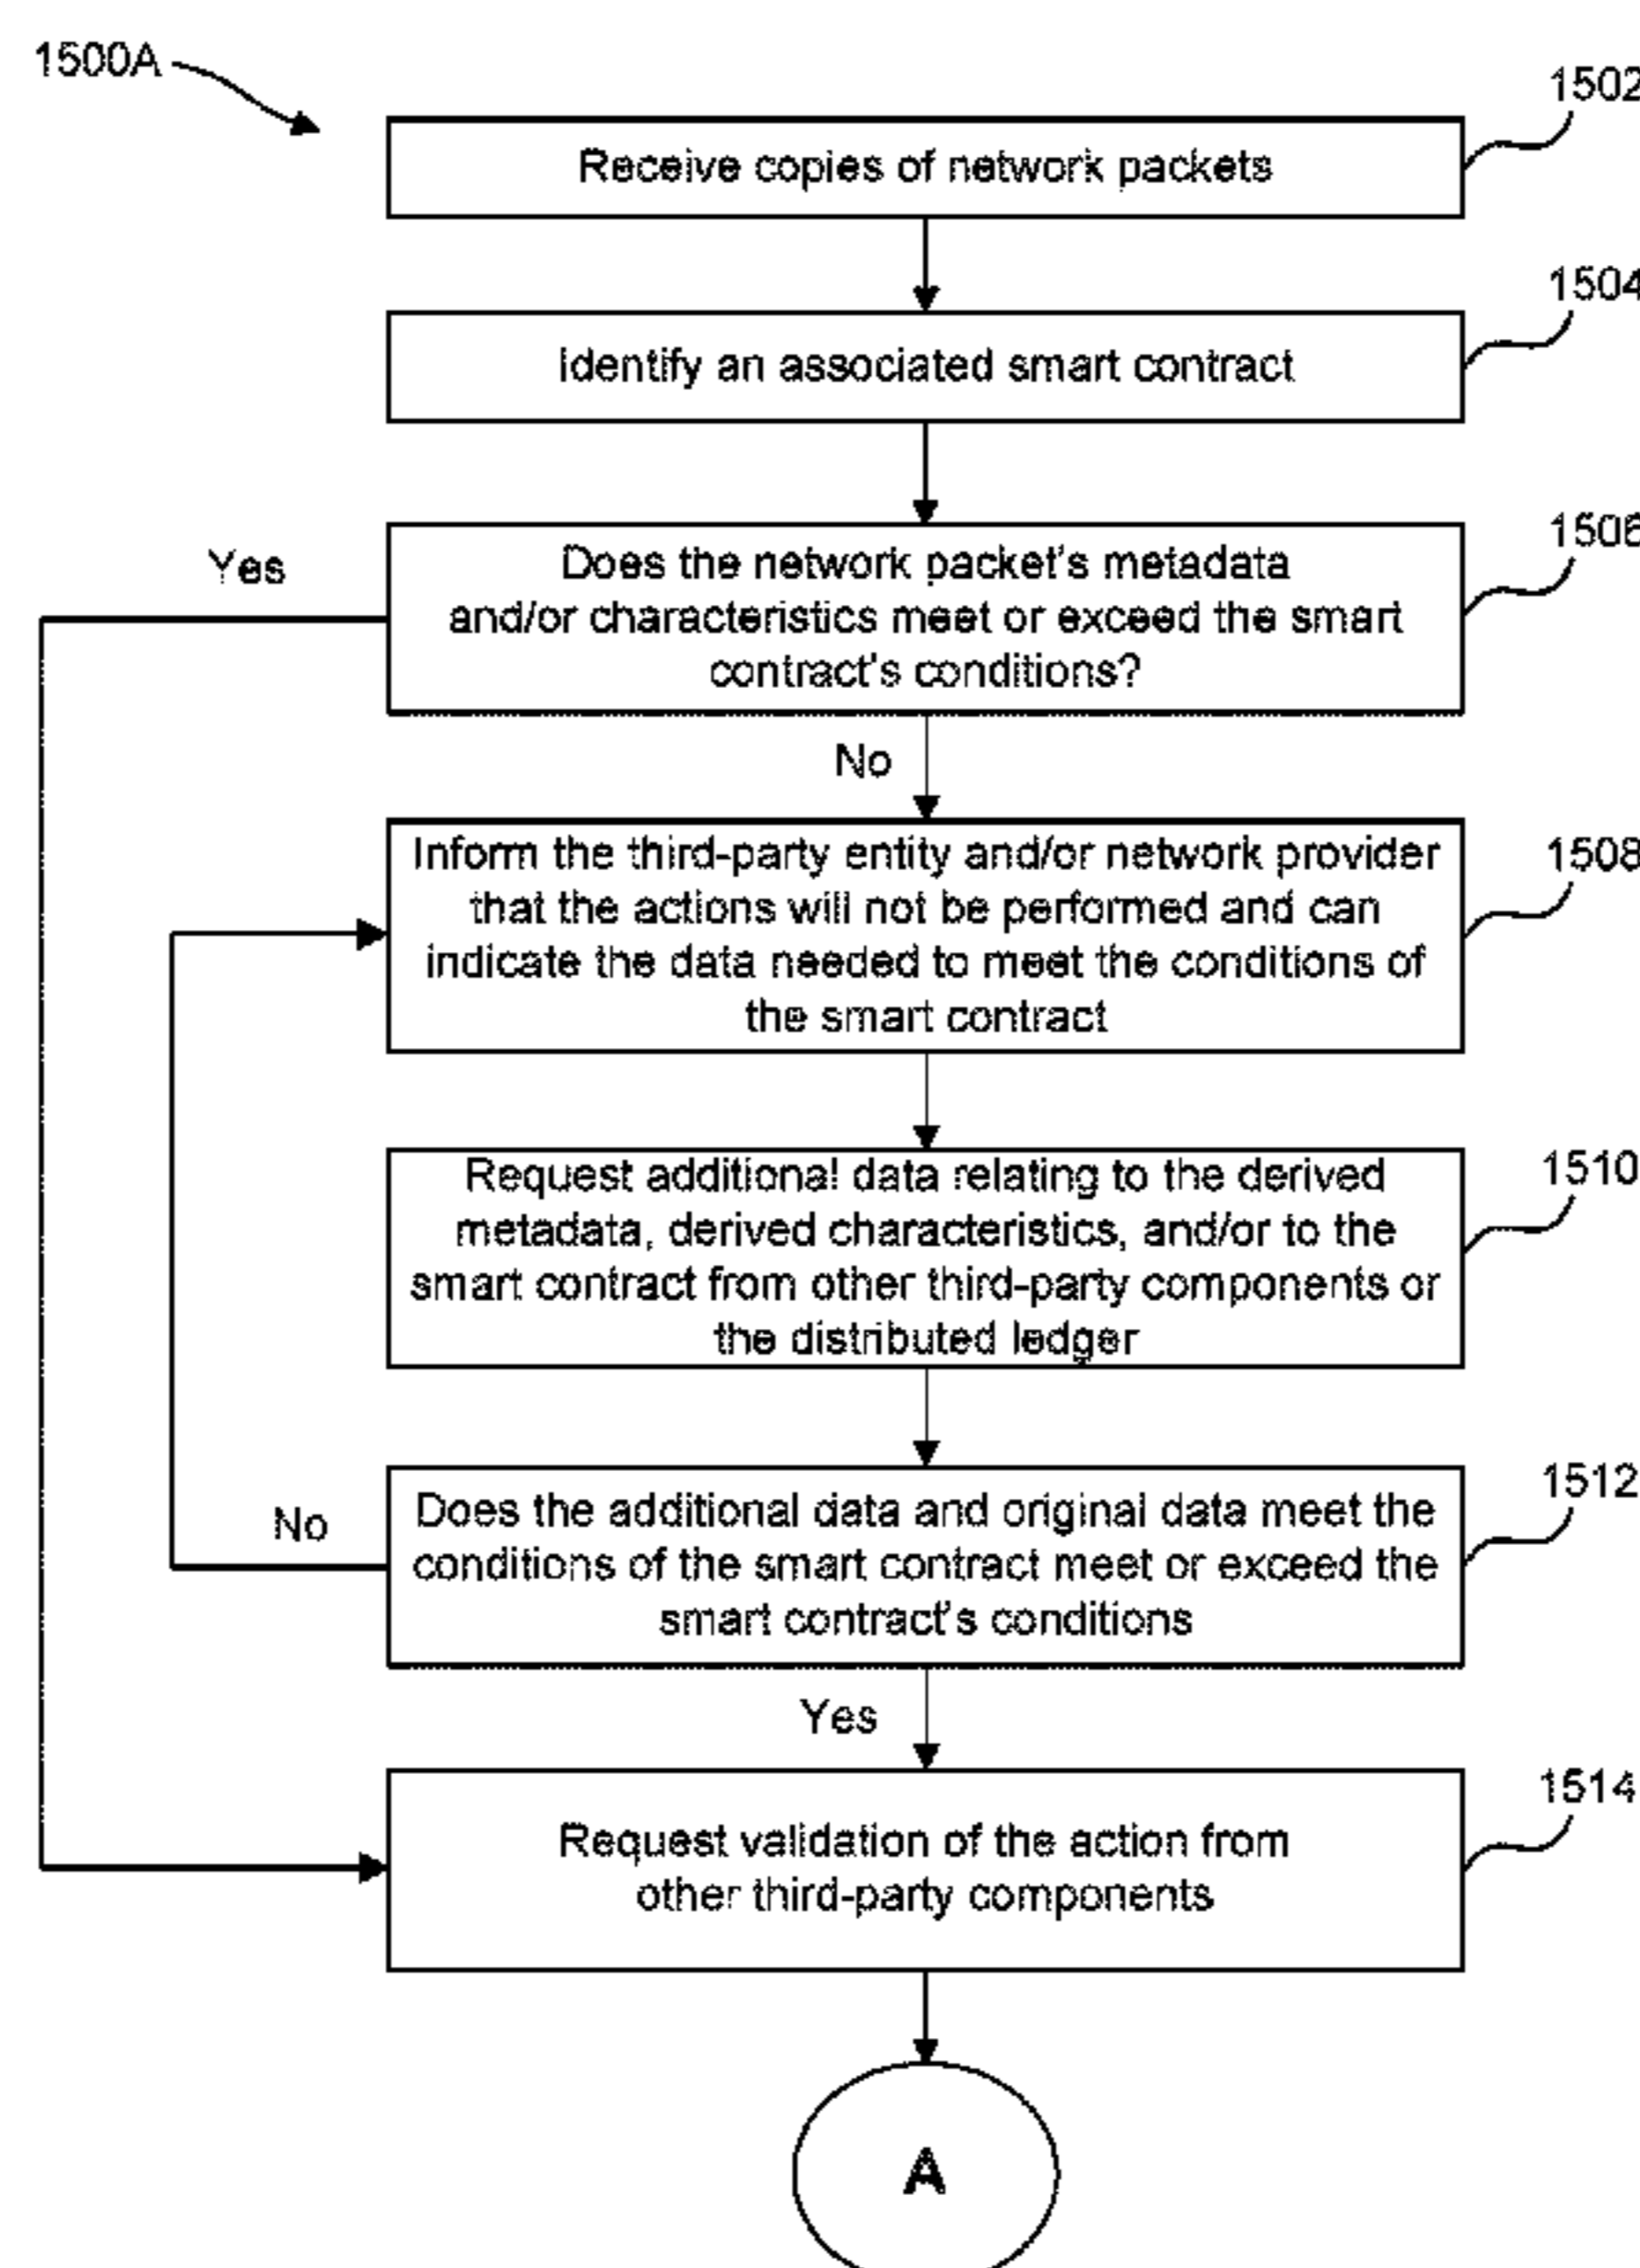 1500A
1502
Receive copies of network packets
1504
Identify an associated smart contract
1506
Yes
Does the network packet's metadata
and/or characteristics meet or exceed the smart
contract's conditions?
No
1508
Inform the third-party entity and/or network provider
that the actions will not be performed and can
indicate the data needed to meet the conditions of
the smart contract
1510
Request additional data relating to the derived
metadata, derived characteristics, and/or to the
smart contract from other third-party components or
the distributed ledger
1512
No
Does the additional data and original data meet the
conditions of the smart contract meet or exceed the
smart contract's conditions
Yes
1514
Request validation of the action from
other third-party components
A